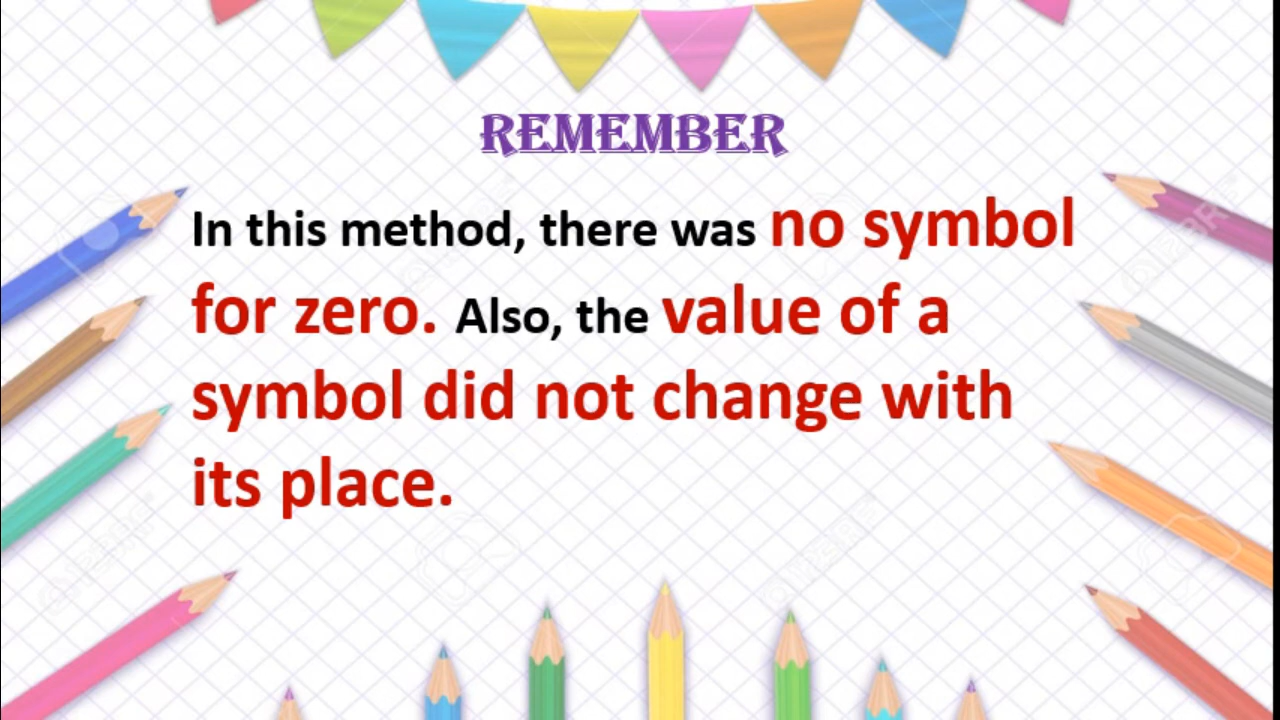 REMEMBER
In this method, there was no symbol
for zero. Also, the value of a
symbol did not change with
its place.